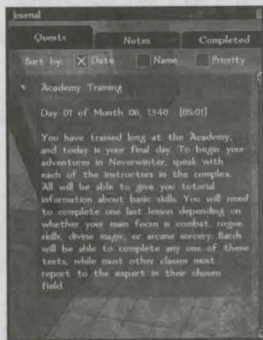 Journal
Quests Notes Completed
Sort by: X Date Name Priority
Academy Training
Day 01 of Month 06, 1340 [05:01]
You have trained long at the Academy,
and today is your final day. To begin your
adventures in Neverwinter, speak with
each of the instructors in the complex.
All will be able to give you tutorial
information about basic skills. You will need
to complete one last lesson depending on
whether your main focus is combat, rogue
skills, divine magic, or arcane sorcery. Bards
will be able to complete any one of these
tests, while most other classes must
report to the expert in their chosen
field.